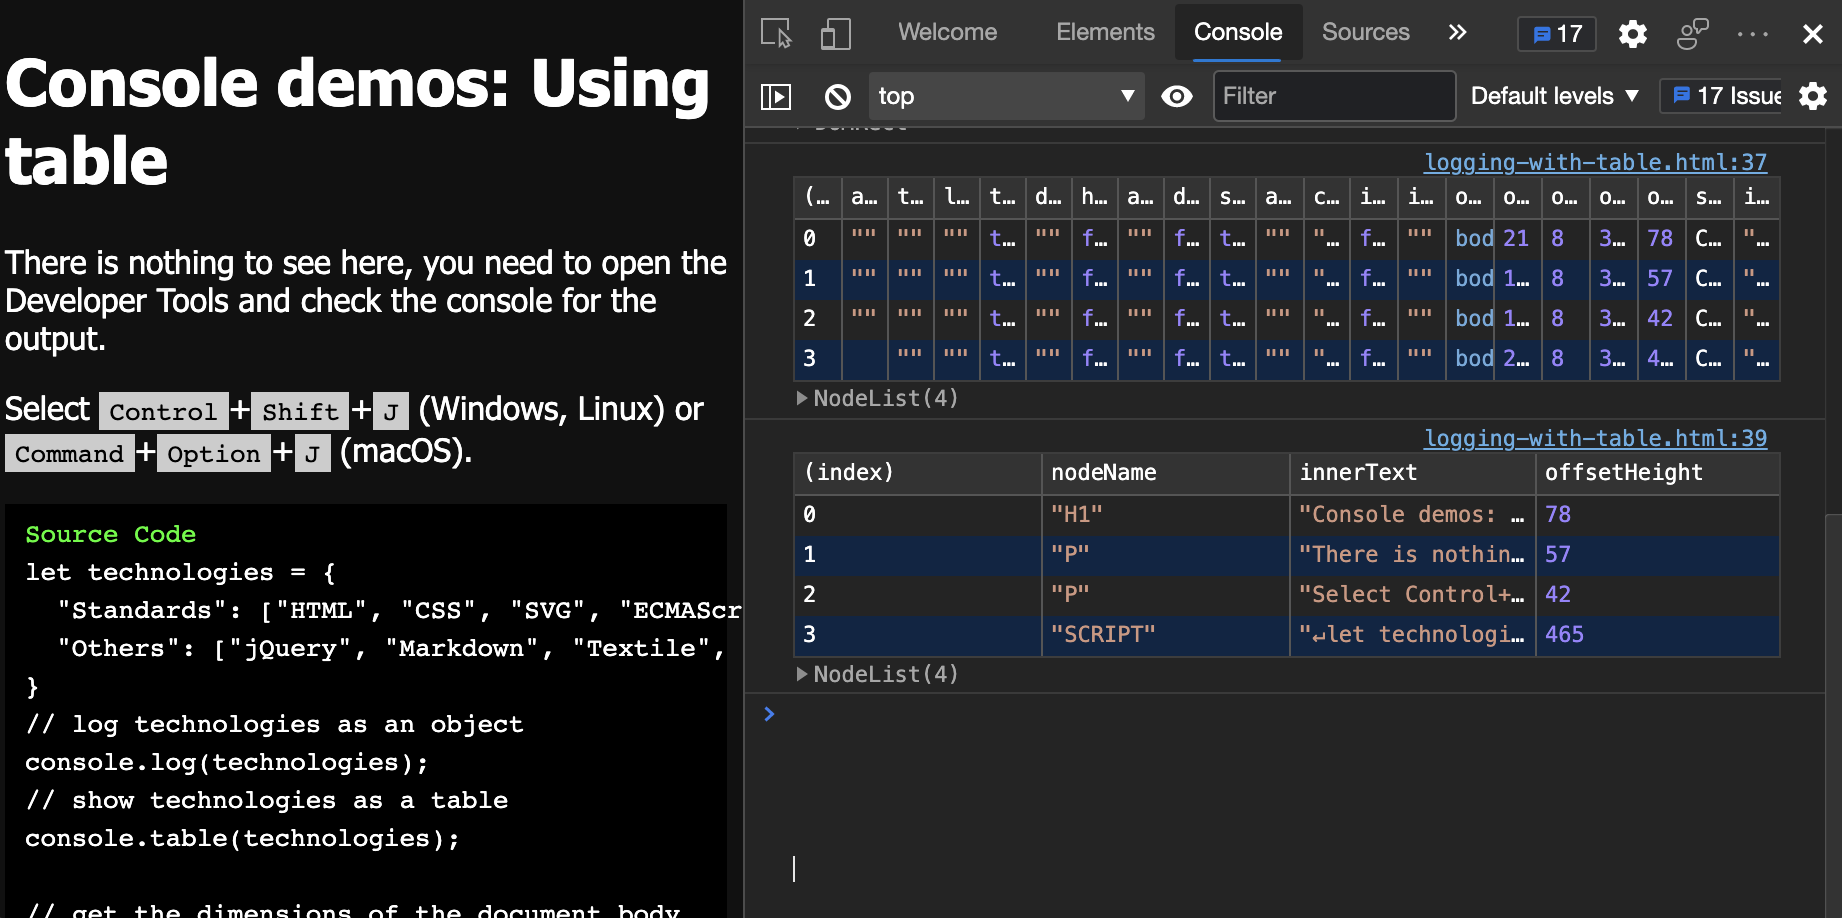 Console demos: Using
table
There is nothing to see here, you need to open the
Developer Tools and check the console for the
output.
Select Control+Shift+J (Windows, Linux) or
Command+Option+J (macOS).
Source Code
let technologies = {
"Standards": ["HTML", "CSS", "SVG", "ECMAScr
"Others": ["jQuery", "Markdown", "Textile",
}
// log technologies as an object
console.log(technologies);
// show technologies as a table
console.table(technologies);
// get the dimensions of the document body
Welcome Elements Console Sources » 17
top Filter Default levels 17 Issue
logging-with-table.html:37
(… a… t… l… t… d… h… a… d… s… a… c… i… i… o… o… o… o… o… s… i…
0 "" "" "" t… "" f… "" f… t… "" "… f… "" bod 21 8 3… 78 C… "…
1 "" "" "" t… "" f… "" f… t… "" "… f… "" bod 1… 8 3… 57 C… "…
2 "" "" "" t… "" f… "" f… t… "" "… f… "" bod 1… 8 3… 42 C… "…
3 "" "" t… "" f… "" f… t… "" "… f… "" bod 2… 8 3… 4… C… "…
NodeList(4)
logging-with-table.html:39
(index) nodeName innerText offsetHeight
0 "H1" "Console demos: … 78
1 "P" "There is nothin… 57
2 "P" "Select Control+… 42
3 "SCRIPT" "↵let technologi… 465
NodeList(4)